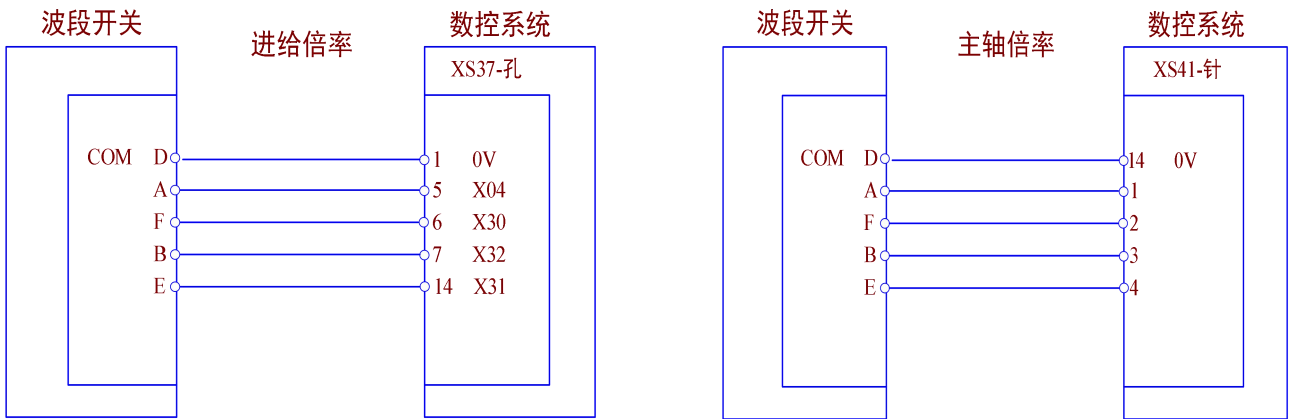 波段开关
进给倍率
数控系统
XS37-孔
COM D 1 0V
A 5 X04
F 6 X30
B 7 X32
E 14 X31
波段开关
主轴倍率
数控系统
XS41-针
COM D 14 0V
A 1
F 2
B 3
E 4